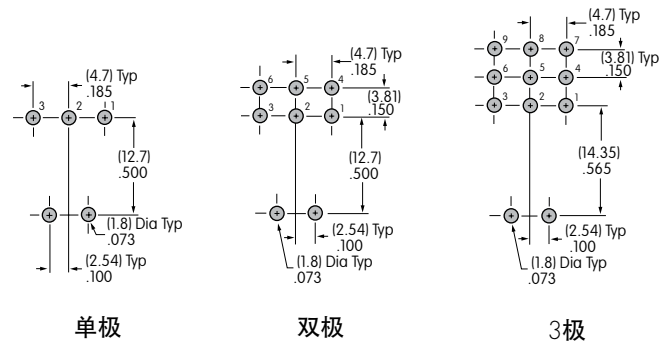 (4.7) Typ
.185
3 2 1
(12.7)
.500
(1.8) Dia Typ
.073
(2.54) Typ
.100
单极
(4.7) Typ
.185
6 5 4
(3.81)
.150
3 2 1
(12.7)
.500
(2.54) Typ
.100
(1.8) Dia Typ
.073
双极
(4.7) Typ
.185
9 8 7
(3.81) Typ
.150
6 5 4
3 2 1
(14.35)
.565
(2.54) Typ
.100
(1.8) Dia Typ
.073
3极